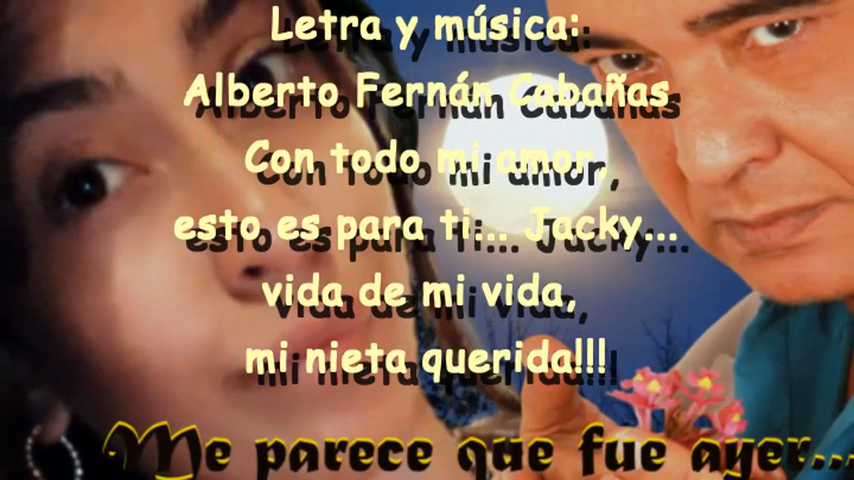 Letra y música:
Alberto Fernán Cabañas
Con todo mi amor,
esto es para ti... Jacky...
vida de mi vida,
mi nieta querida!!!
Me parece que fue ayer...